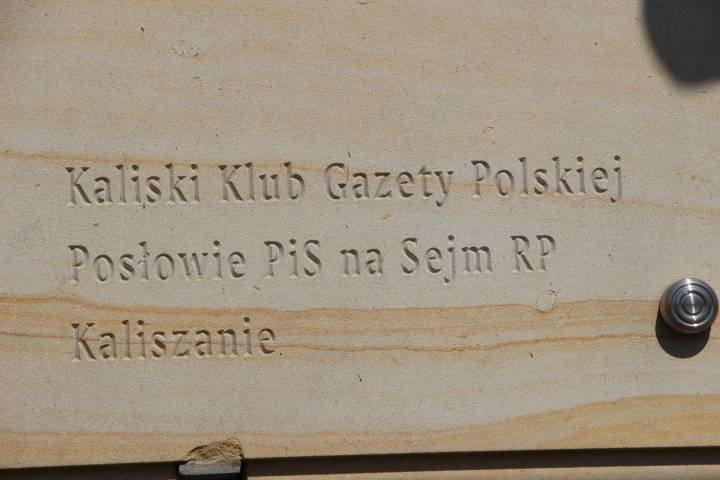 Kaliski Klub Gazety Polskiej
Posłowie PiS na Sejm RP
Kaliszanie